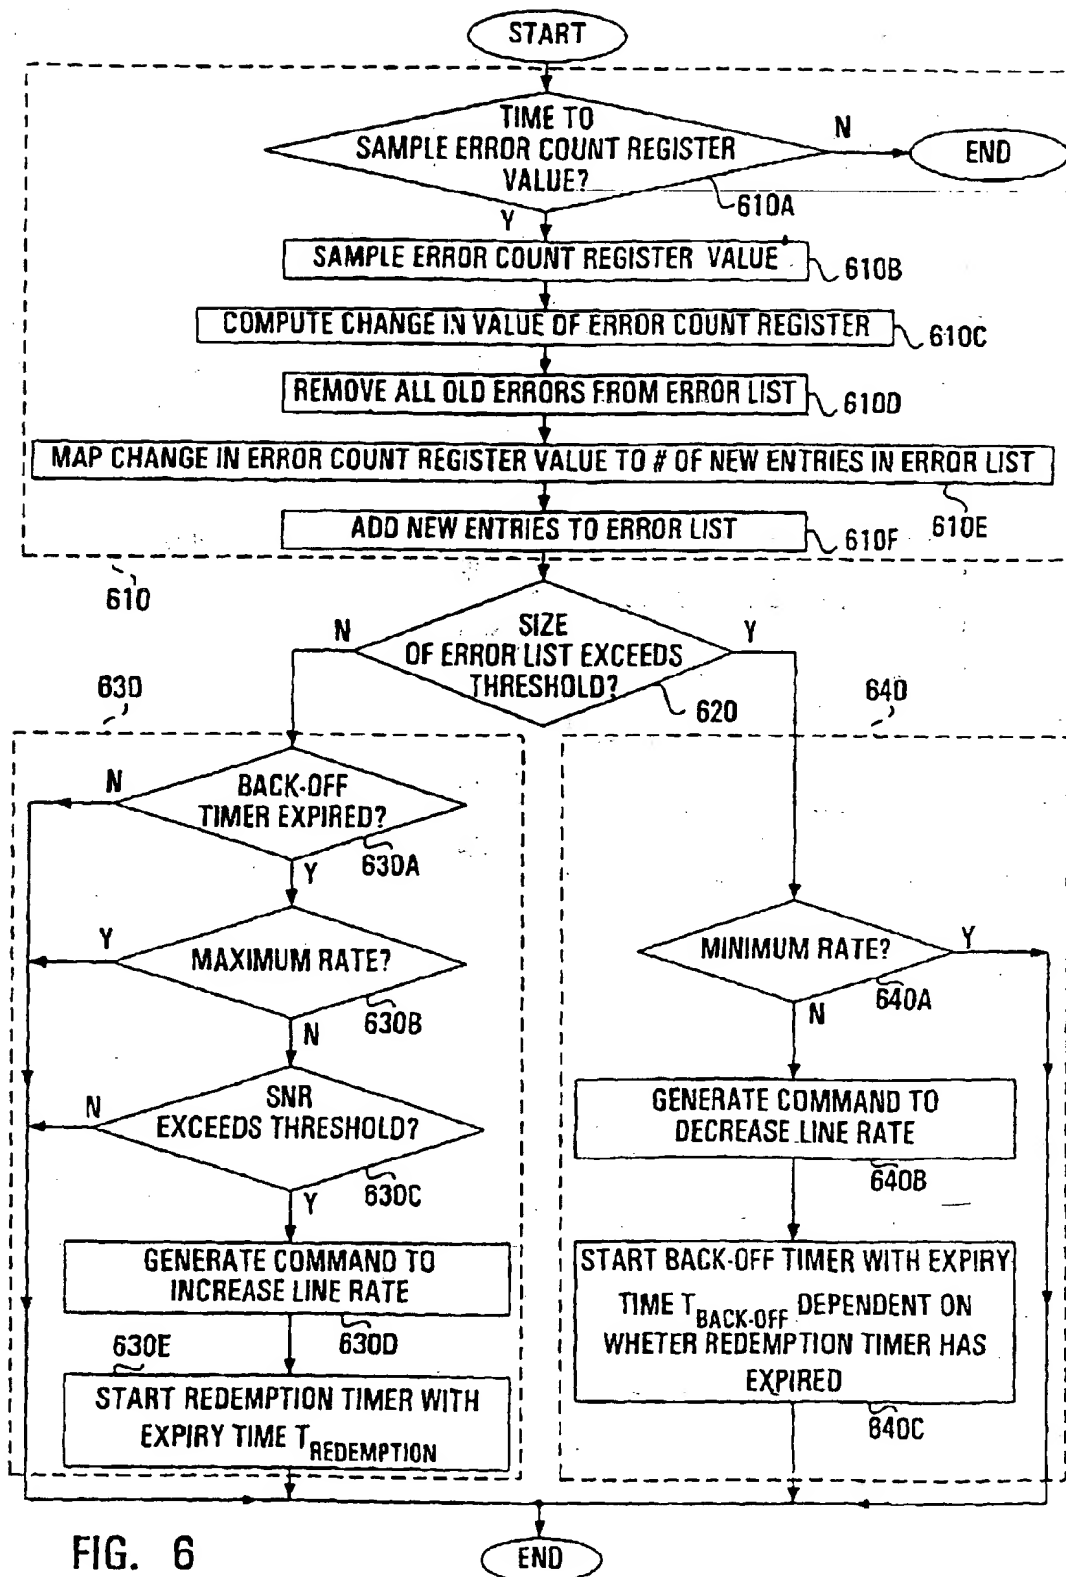 START
TIME TO
SAMPLE ERROR COUNT REGISTER
VALUE?
N
END
610A
Y
SAMPLE ERROR COUNT REGISTER VALUE
610B
COMPUTE CHANGE IN VALUE OF ERROR COUNT REGISTER
610C
REMOVE ALL OLD ERRORS FROM ERROR LIST
610D
MAP CHANGE IN ERROR COUNT REGISTER VALUE TO # OF NEW ENTRIES IN ERROR LIST
610E
ADD NEW ENTRIES TO ERROR LIST
610F
610
SIZE
OF ERROR LIST EXCEEDS
THRESHOLD?
N
Y
620
630
640
BACK-OFF
TIMER EXPIRED?
N
630A
Y
MAXIMUM RATE?
Y
630B
N
SNR
EXCEEDS THRESHOLD?
N
630C
Y
GENERATE COMMAND TO
INCREASE LINE RATE
630D
630E
START REDEMPTION TIMER WITH
EXPIRY TIME TREDEMPTION
MINIMUM RATE?
Y
640A
N
GENERATE COMMAND TO
DECREASE LINE RATE
640B
START BACK-OFF TIMER WITH EXPIRY
TIME TBACK-OFF DEPENDENT ON
WHETER REDEMPTION TIMER HAS
EXPIRED
640C
END
FIG. 6